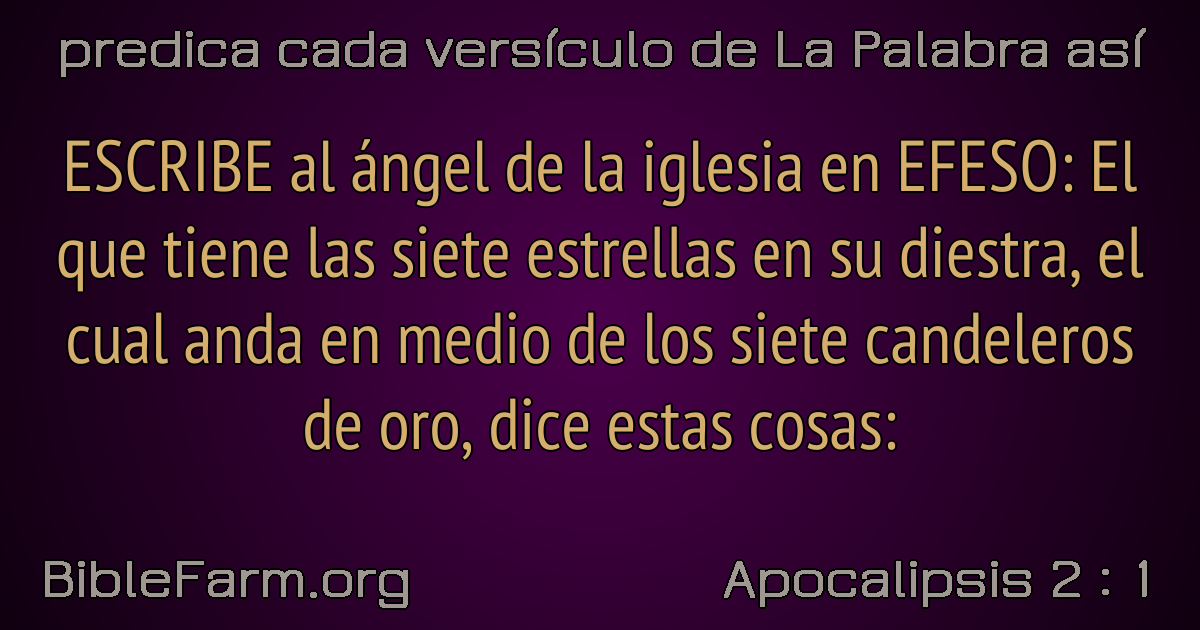 predica cada versículo de La Palabra así
ESCRIBE al ángel de la iglesia en EFESO: El
que tiene las siete estrellas en su diestra, el
cual anda en medio de los siete candeleros
de oro, dice estas cosas:
BibleFarm.org
Apocalipsis 2 : 1